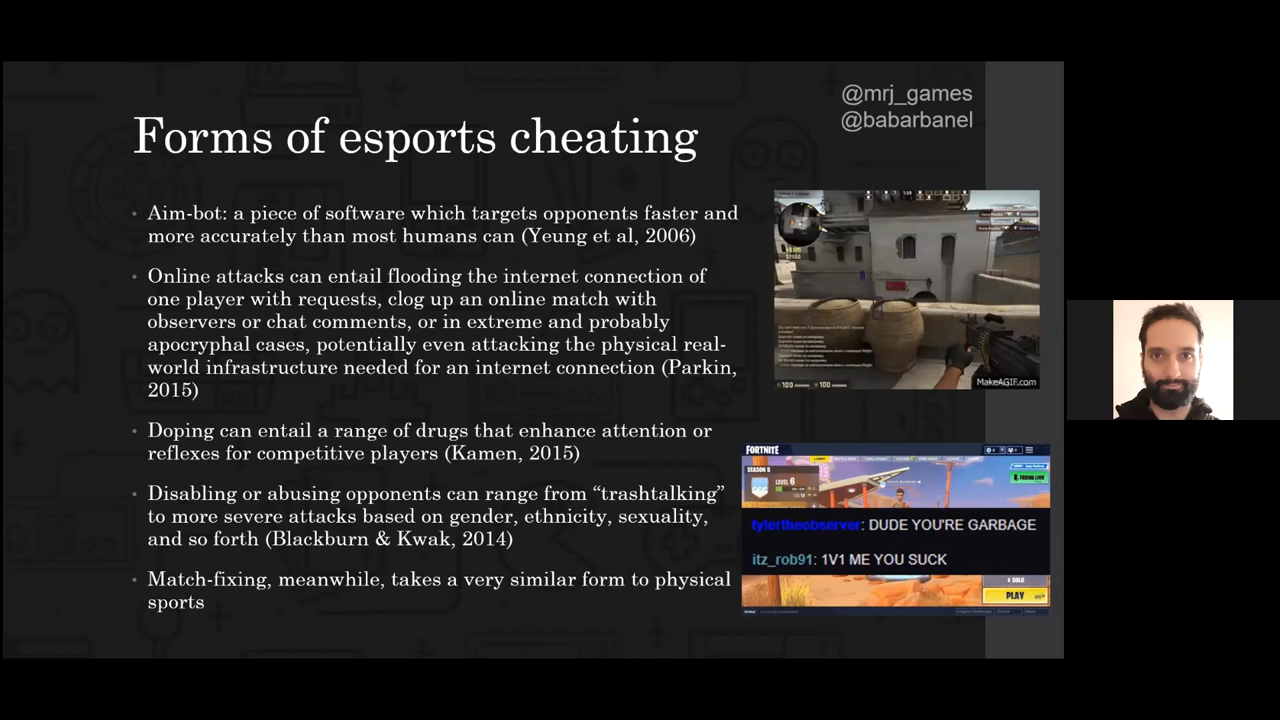 @mrj_games
@babarbanel
Forms of esports cheating
• Aim-bot: a piece of software which targets opponents faster and
more accurately than most humans can (Yeung et al, 2006)
• Online attacks can entail flooding the internet connection of
one player with requests, clog up an online match with
observers or chat comments, or in extreme and probably
apocryphal cases, potentially even attacking the physical real-
world infrastructure needed for an internet connection (Parkin,
2015)
• Doping can entail a range of drugs that enhance attention or
reflexes for competitive players (Kamen, 2015)
• Disabling or abusing opponents can range from “trashtalking”
to more severe attacks based on gender, ethnicity, sexuality,
and so forth (Blackburn & Kwak, 2014)
• Match-fixing, meanwhile, takes a very similar form to physical
sports
100 100
MakeAGIF.com
FORTNITE
SEASON 5
LEVEL 6
tylertheobserver: DUDE YOU'RE GARBAGE
itz_rob91: 1V1 ME YOU SUCK
SOLO
PLAY